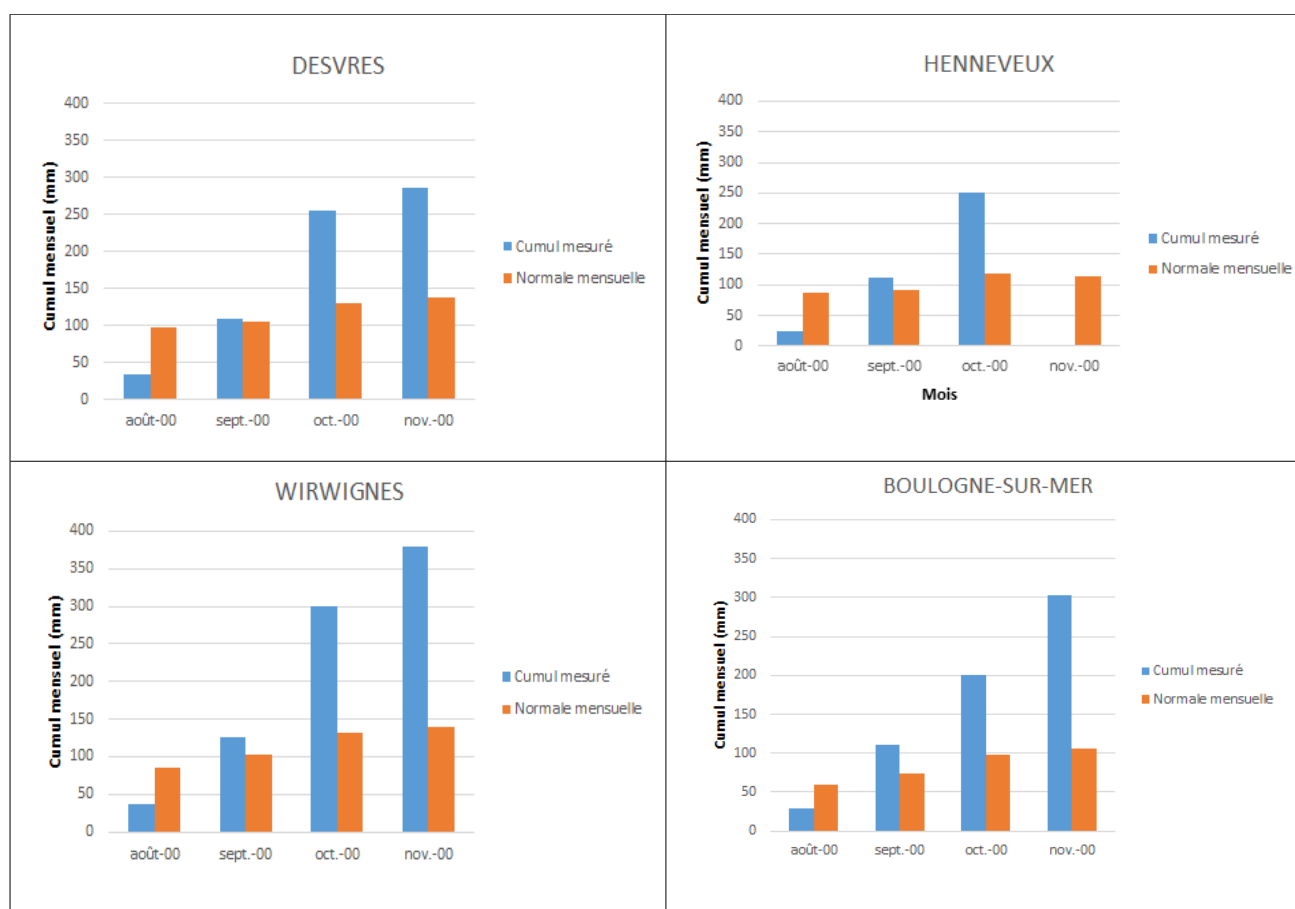 DESVRES
Cumul mensuel (mm)
400
350
300
250
200
150
100
50
0
août-00 sept.-00 oct.-00 nov.-00
Cumul mesuré
Normale mensuelle
HENNEVEUX
Cumul mensuel (mm)
400
350
300
250
200
150
100
50
0
août-00 sept.-00 oct.-00 nov.-00
Mois
Cumul mesuré
Normale mensuelle
WIRWIGNES
Cumul mensuel (mm)
400
350
300
250
200
150
100
50
0
août-00 sept.-00 oct.-00 nov.-00
Cumul mesuré
Normale mensuelle
BOULOGNE-SUR-MER
Cumul mensuel (mm)
400
350
300
250
200
150
100
50
0
août-00 sept.-00 oct.-00 nov.-00
Cumul mesuré
Normale mensuelle